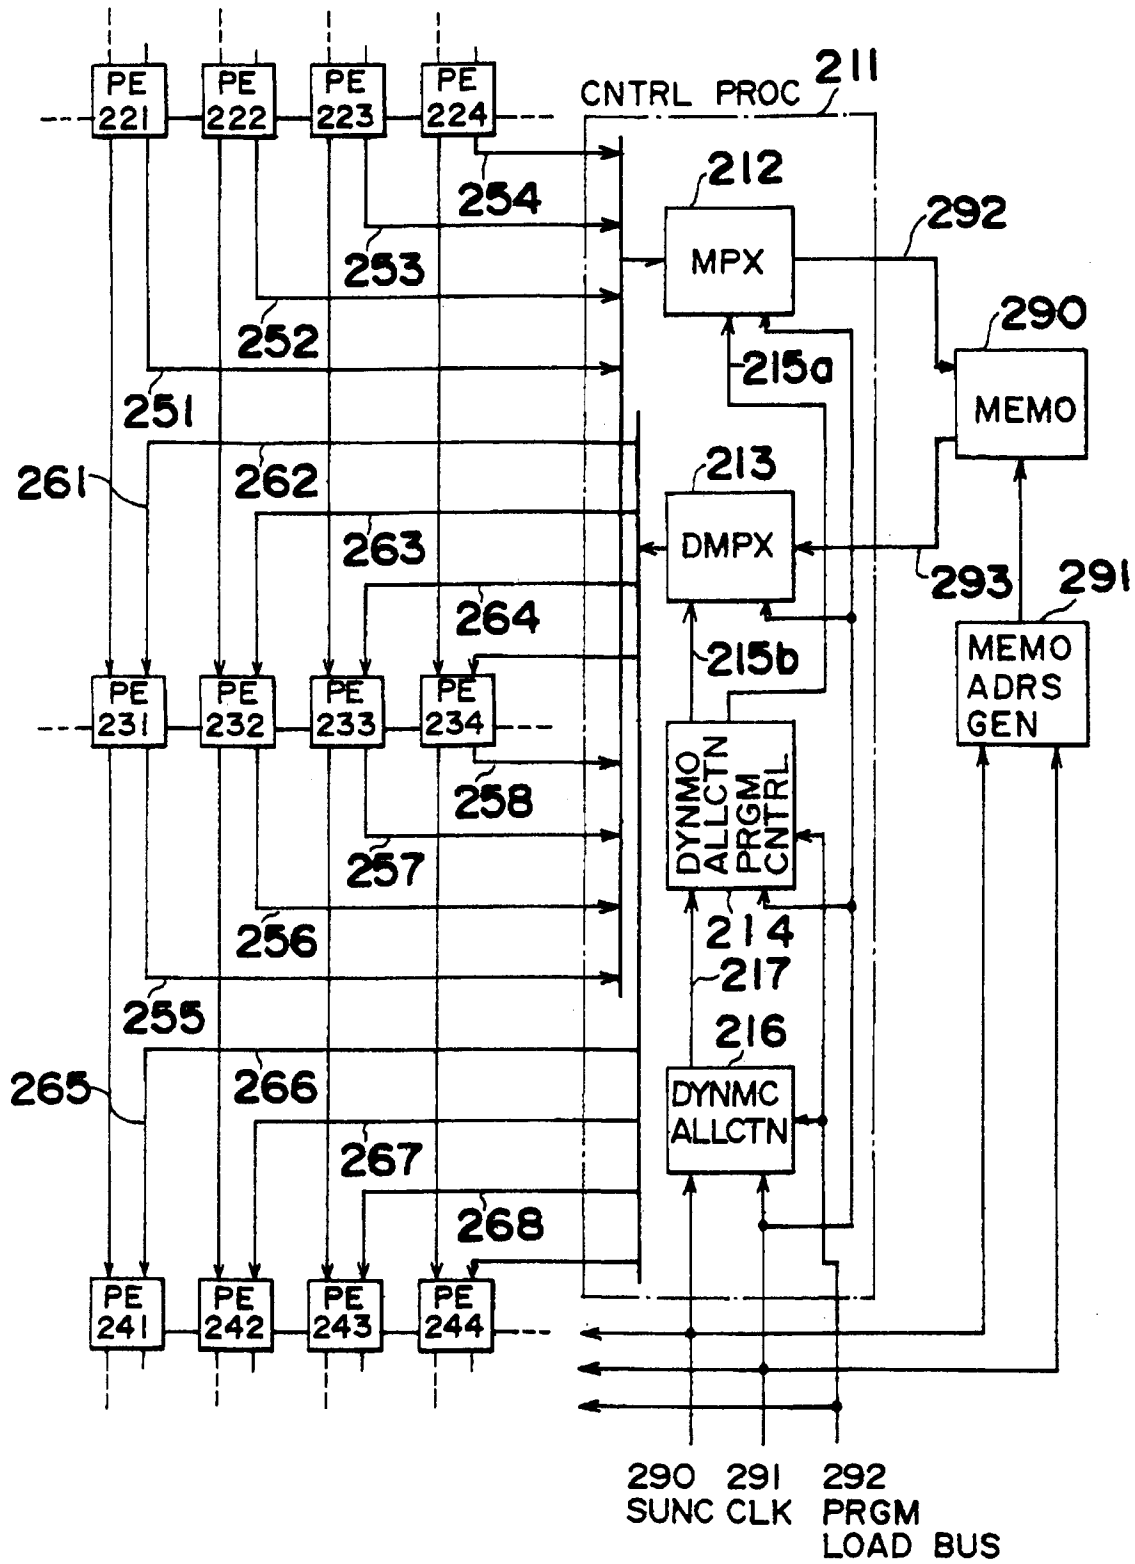 PE
221
PE
222
PE
223
PE
224
CNTRL PROC
211
254
212
253
MPX
292
252
290
215a
251
MEMO
261
262
213
263
DMPX
264
293
291
215b
MEMO
ADRS
GEN
PE
231
PE
232
PE
233
PE
234
258
DYNMO
ALLCTN
PRGM
CNTRL
257
256
214
217
255
216
265
266
DYNMC
ALLCTN
267
268
PE
241
PE
242
PE
243
PE
244
290
SUNC
291
CLK
292
PRGM
LOAD BUS